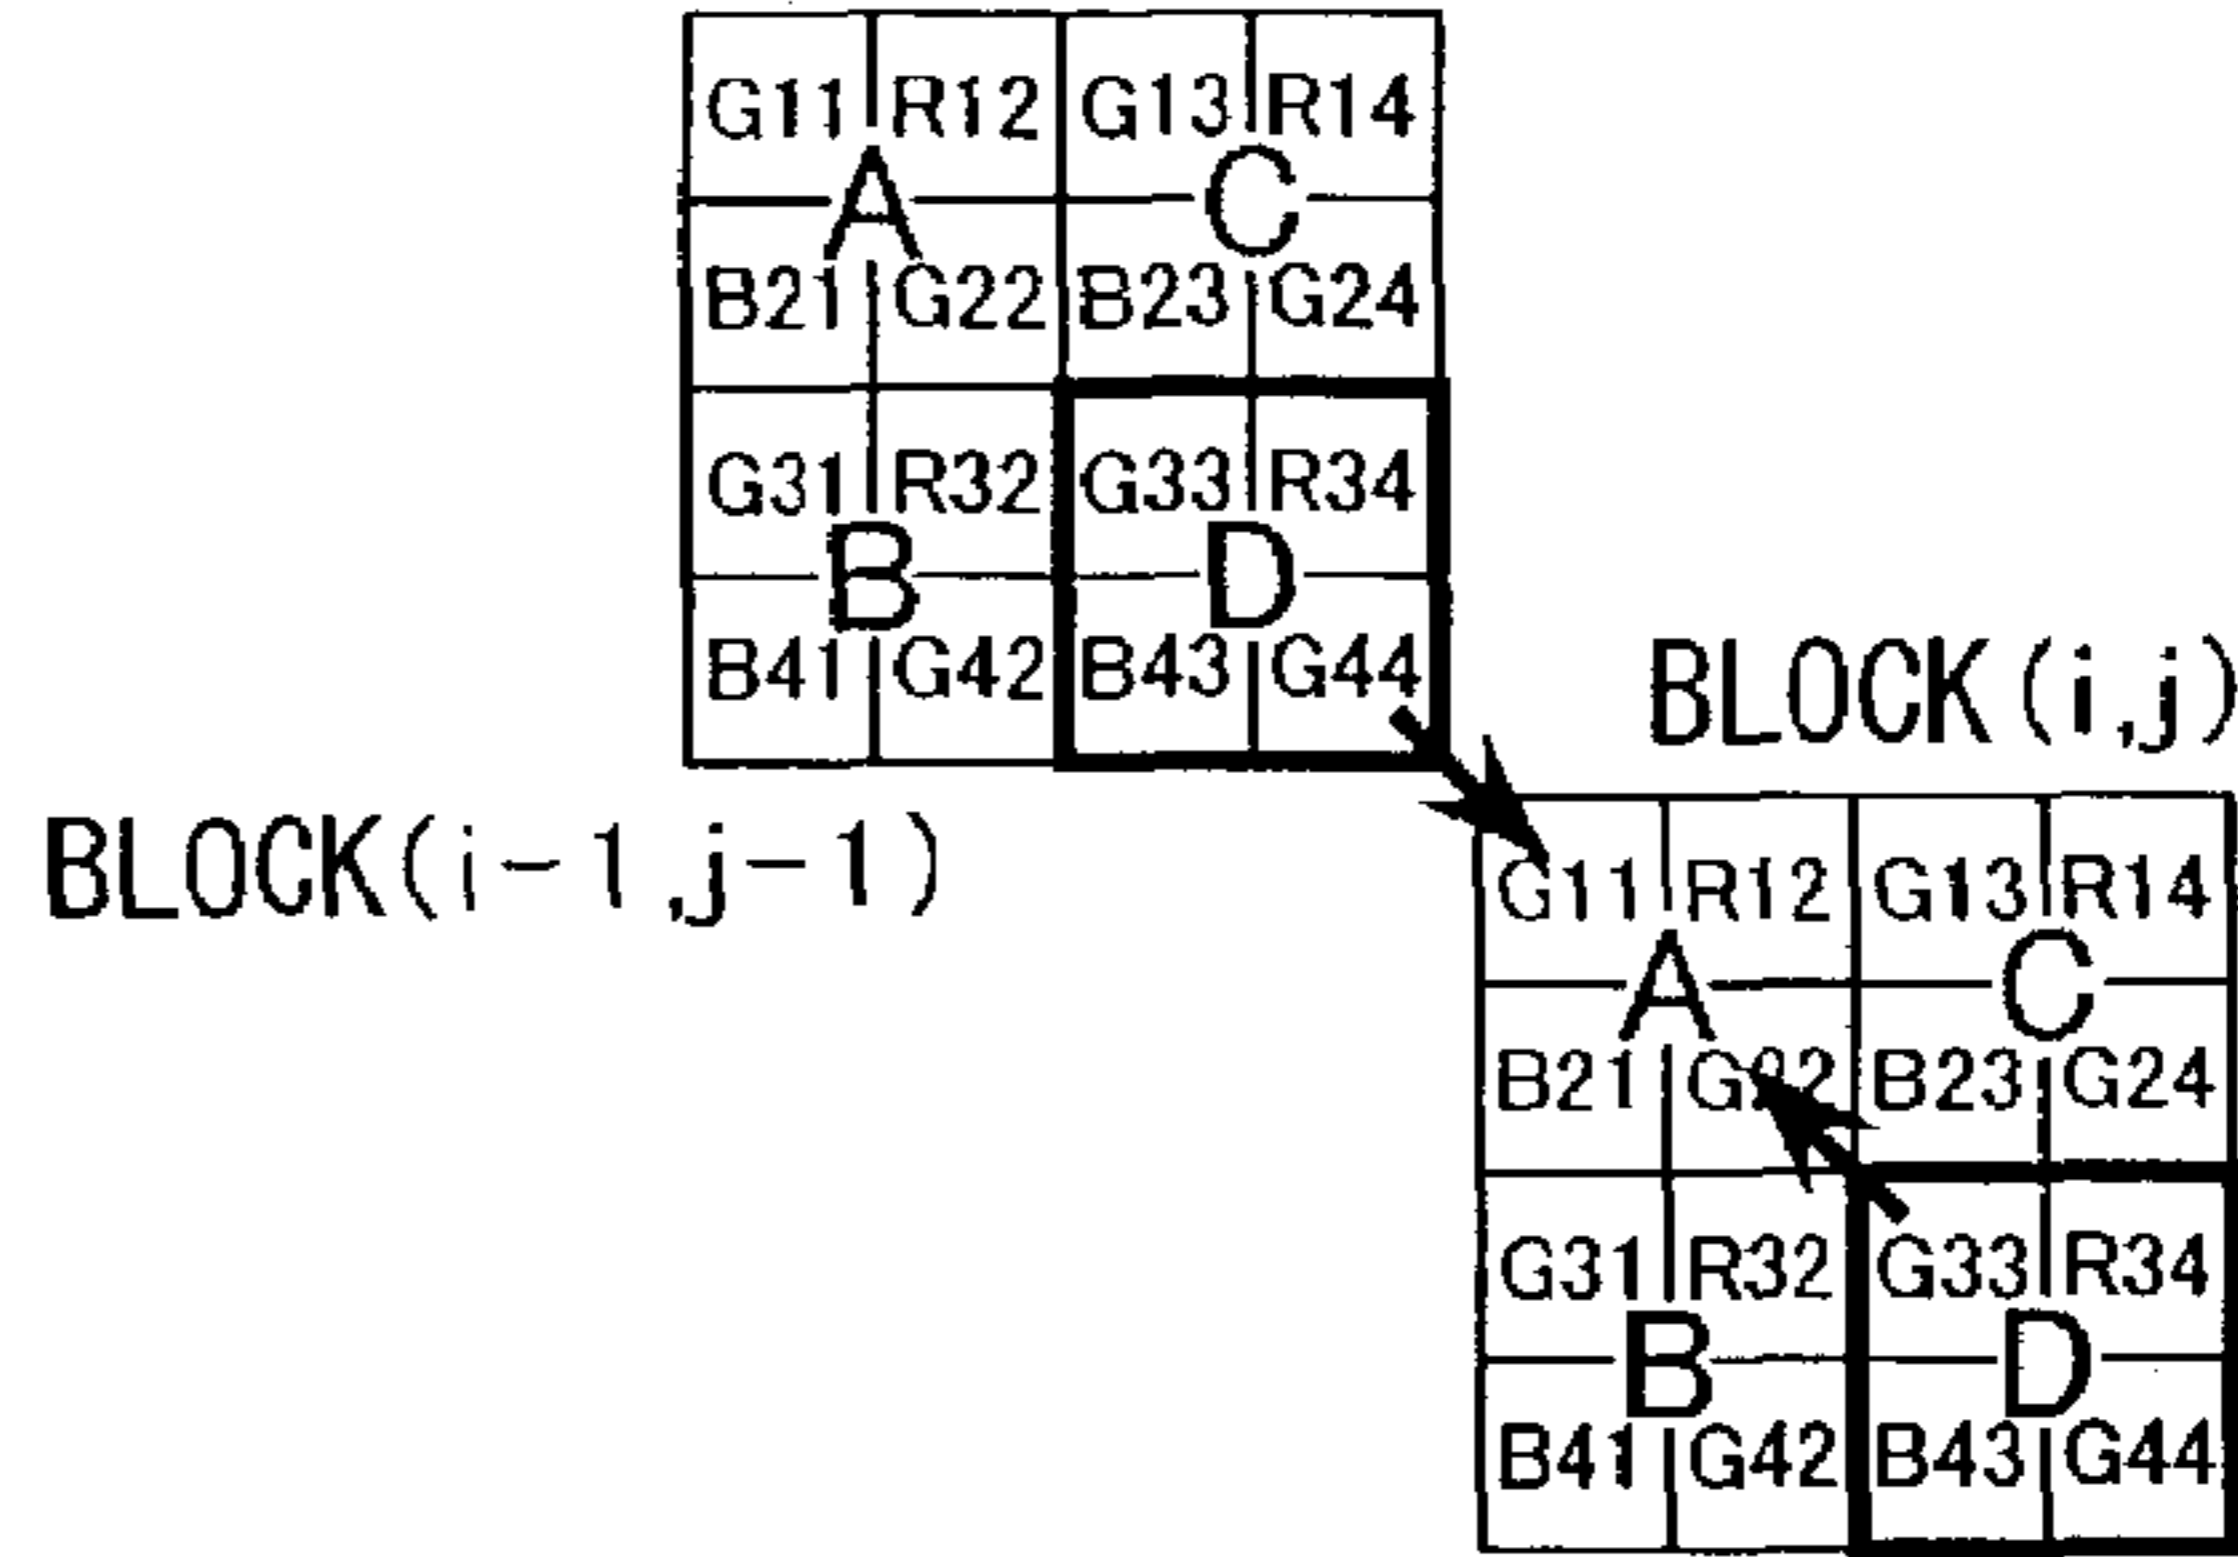 G11 R12 G13 R14
A C
B21 G22 B23 G24
G31 R32 G33 R34
B D
B41 G42 B43 G44
BLOCK(i-1,j-1)
BLOCK(i,j)
G11 R12 G13 R14
A C
B21 G22 B23 G24
G31 R32 G33 R34
B D
B41 G42 B43 G44